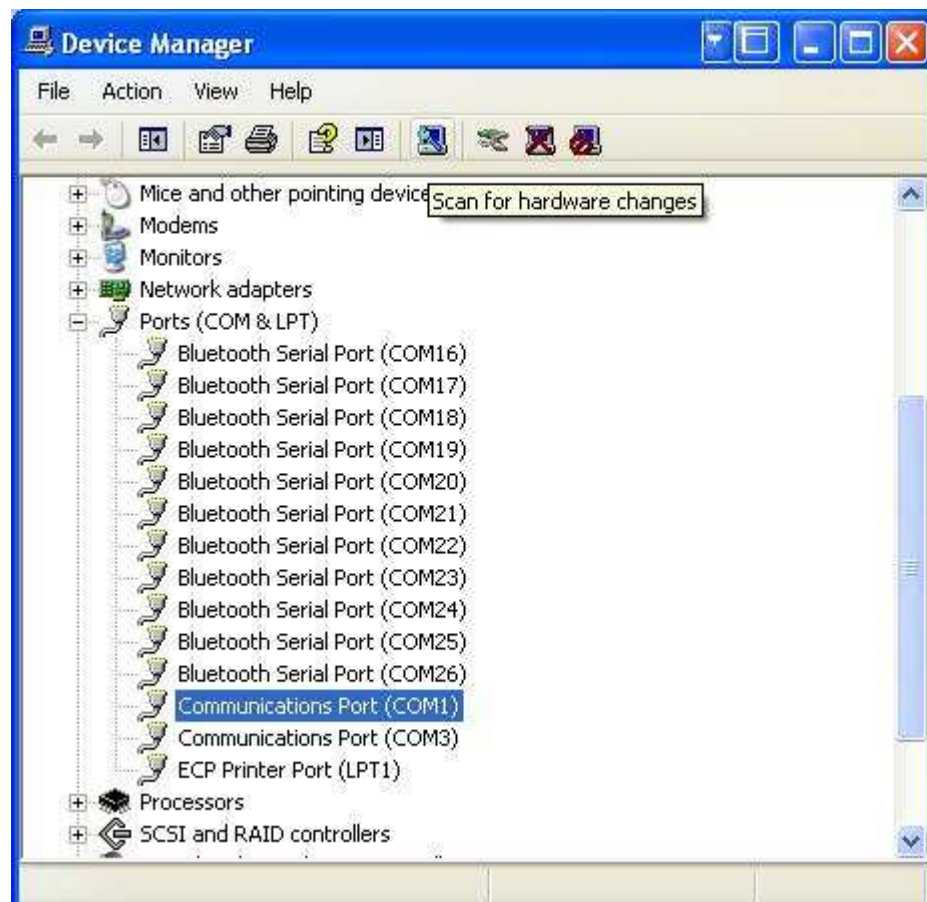 Device Manager
File Action View Help
Mice and other pointing device
Scan for hardware changes
Modems
Monitors
Network adapters
Ports (COM & LPT)
Bluetooth Serial Port (COM16)
Bluetooth Serial Port (COM17)
Bluetooth Serial Port (COM18)
Bluetooth Serial Port (COM19)
Bluetooth Serial Port (COM20)
Bluetooth Serial Port (COM21)
Bluetooth Serial Port (COM22)
Bluetooth Serial Port (COM23)
Bluetooth Serial Port (COM24)
Bluetooth Serial Port (COM25)
Bluetooth Serial Port (COM26)
Communications Port (COM1)
Communications Port (COM3)
ECP Printer Port (LPT1)
Processors
SCSI and RAID controllers